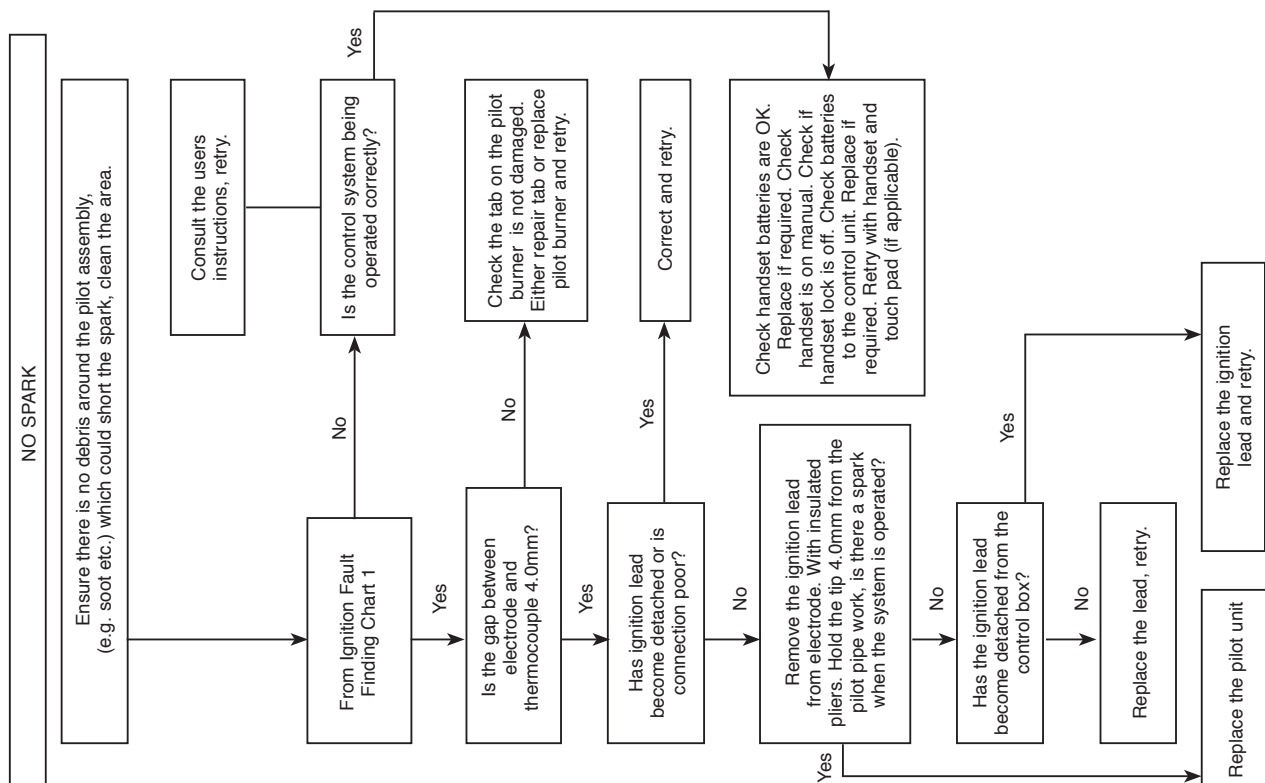 NO SPARK
Ensure there is no debris around the pilot assembly,
(e.g. soot etc.) which could short the spark, clean the area.
Consult the users
instructions, retry.
From Ignition Fault
Finding Chart 1
No
Is the control system being
operated correctly?
Yes
Yes
Is the gap between
electrode and
thermocouple 4.0mm?
No
Check the tab on the pilot
burner is not damaged.
Either repair tab or replace
pilot burner and retry.
Yes
Has ignition lead
become detached or is
connection poor?
Yes
Correct and retry.
No
Remove the ignition lead
from electrode. With insulated
pliers. Hold the tip 4.0mm from the
pilot pipe work, is there a spark
when the system is operated?
Check handset batteries are OK.
Replace if required. Check
handset is on manual. Check if
handset lock is off. Check batteries
to the control unit. Replace if
required. Retry with handset and
touch pad (if applicable).
Yes
No
Has the ignition lead
become detached from the
control box?
Yes
No
Replace the lead, retry.
Replace the pilot unit
Replace the ignition
lead and retry.